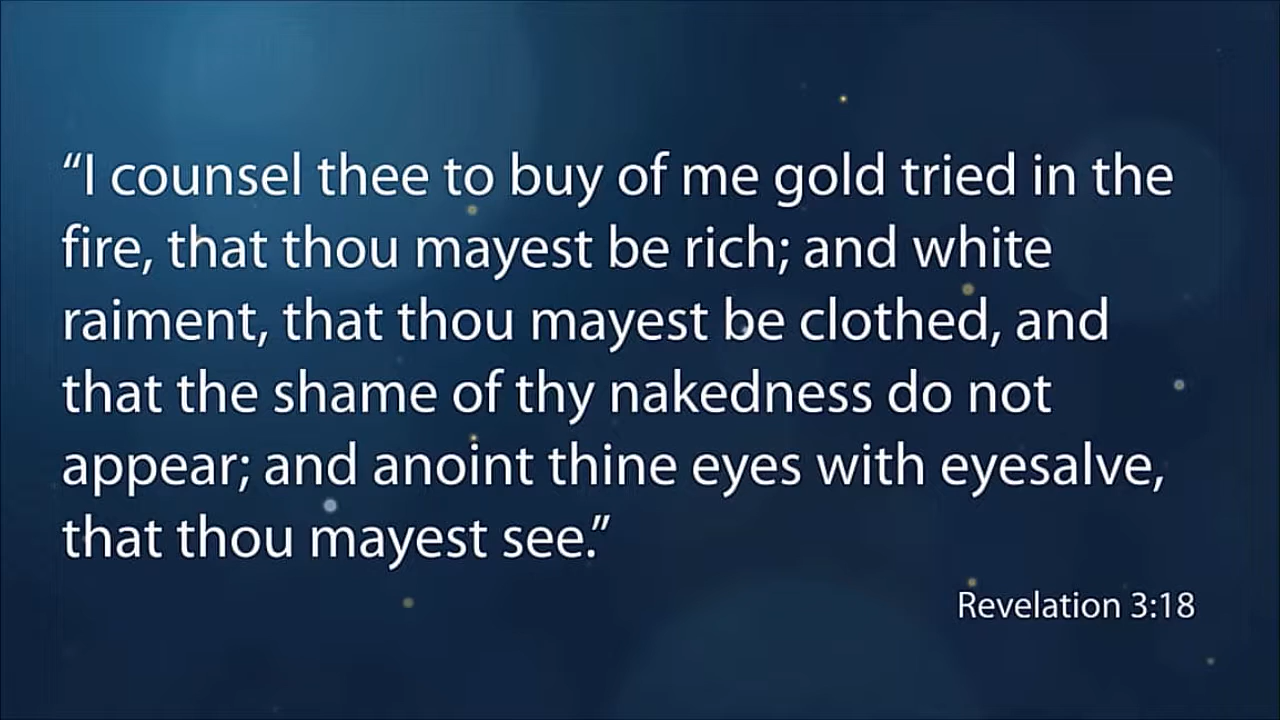 “I counsel thee to buy of me gold tried in the
fire, that thou mayest be rich; and white
raiment, that thou mayest be clothed, and
that the shame of thy nakedness do not
appear; and anoint thine eyes with eyesalve,
that thou mayest see.”
Revelation 3:18